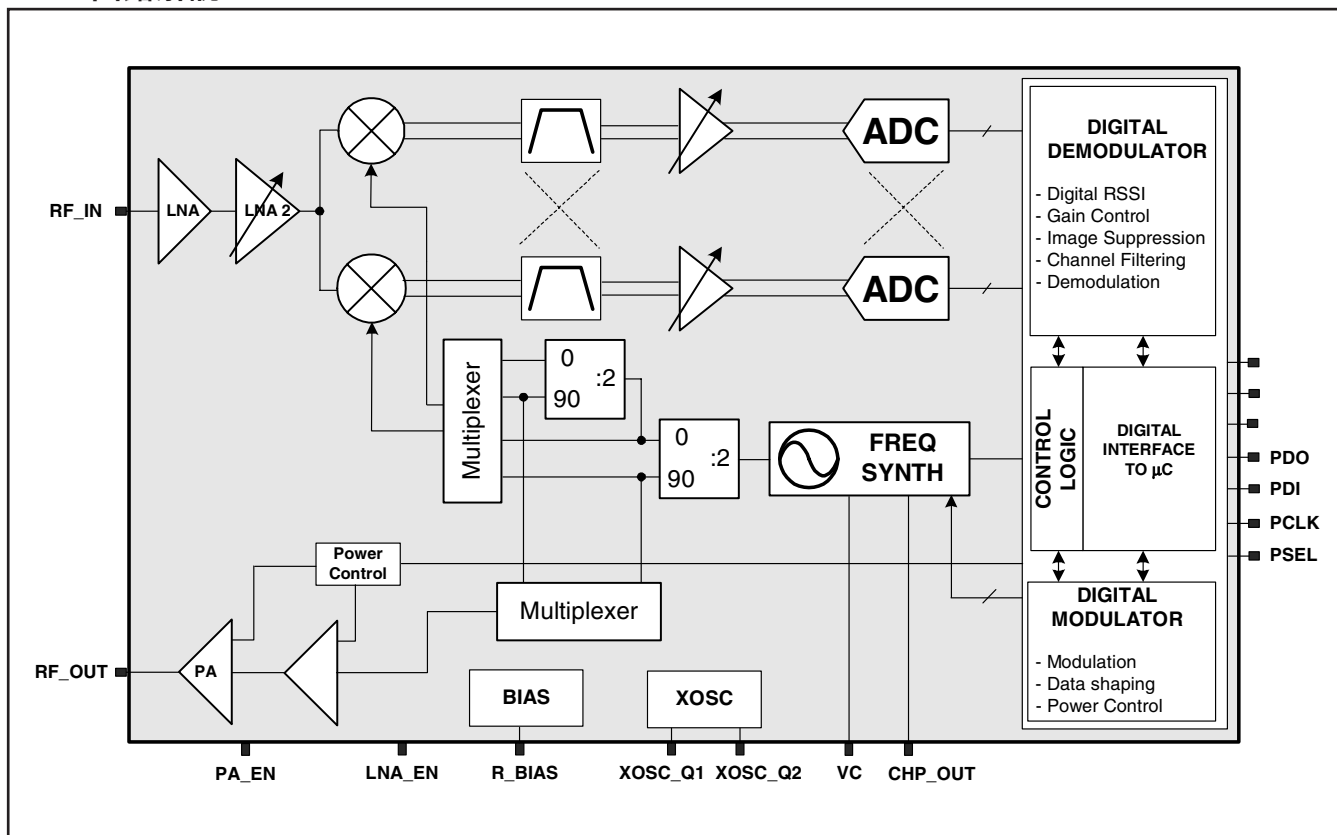 ADC
DIGITAL
DEMODULATOR
- Digital RSSI
- Gain Control
- Image Suppression
- Channel Filtering
- Demodulation
RF_IN
LNA
LNA 2
ADC
Multiplexer
0
:2
90
0
:2
90
FREQ
SYNTH
CONTROL
LOGIC
DIGITAL
INTERFACE
TO µC
PDO
PDI
PCLK
PSEL
Power
Control
Multiplexer
DIGITAL
MODULATOR
- Modulation
- Data shaping
- Power Control
RF_OUT
PA
BIAS
XOSC
PA_EN
LNA_EN
R_BIAS
XOSC_Q1
XOSC_Q2
VC
CHP_OUT